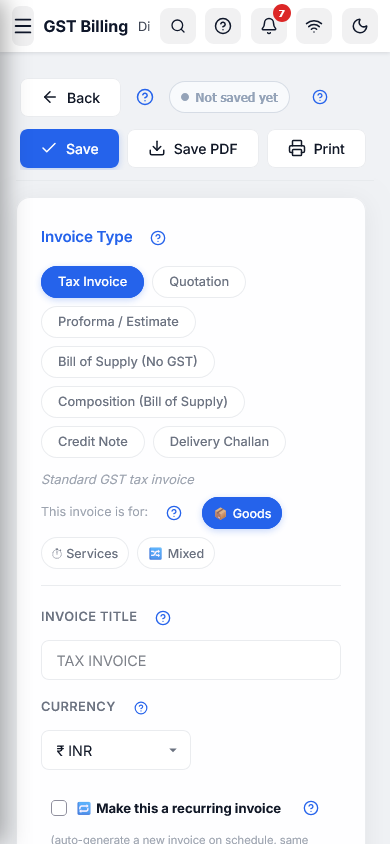 GST Billing Di
7
Back
Not saved yet
Save
Save PDF
Print
Invoice Type
Tax Invoice
Quotation
Proforma / Estimate
Bill of Supply (No GST)
Composition (Bill of Supply)
Credit Note
Delivery Challan
Standard GST tax invoice
This invoice is for:
Goods
Services
Mixed
INVOICE TITLE
TAX INVOICE
CURRENCY
₹ INR
Make this a recurring invoice
(auto-generate a new invoice on schedule, same